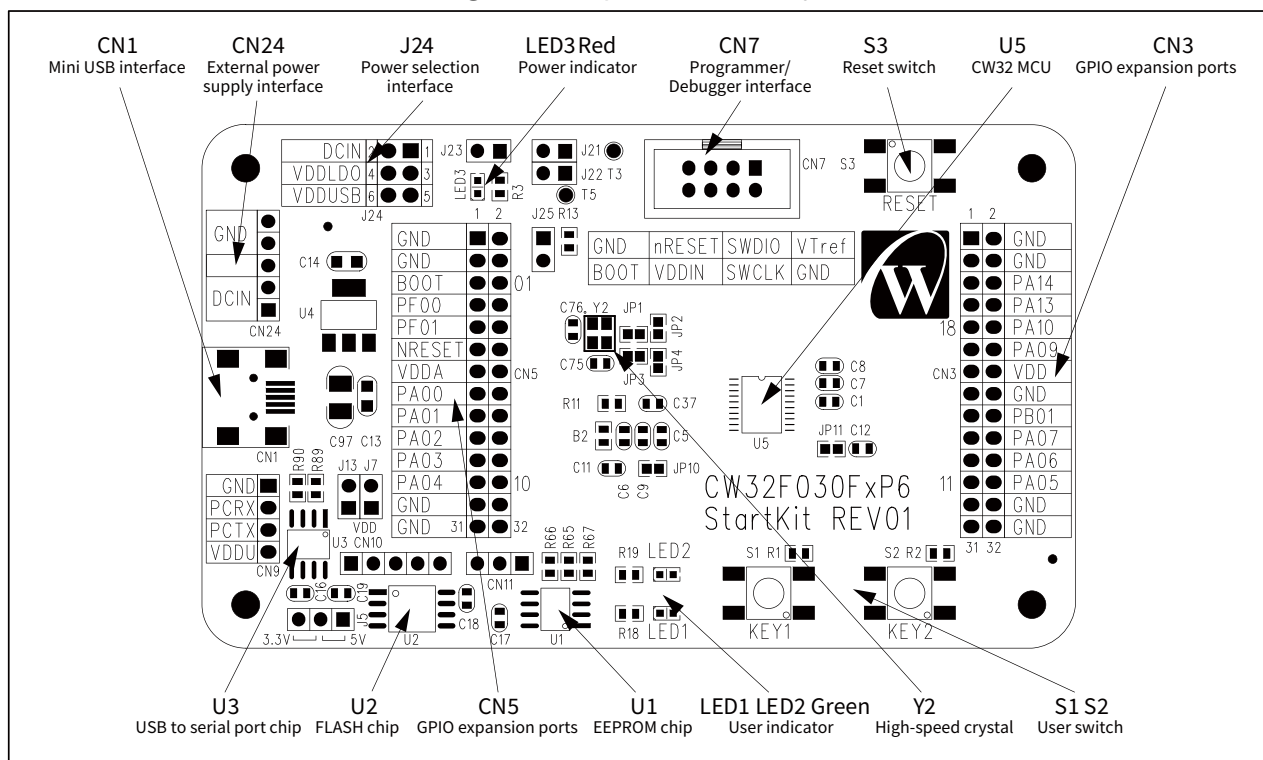 CN1
Mini USB interface
CN24
External power
supply interface
J24
Power selection
interface
LED3 Red
Power indicator
CN7
Programmer/
Debugger interface
S3
Reset switch
U5
CW32 MCU
CN3
GPIO expansion ports
DCIN 2 1
VDDLDO 4 3
VDDUSB 6 5
J24
J23
LED3
R3
J21
J22 T3
T5
CN7
S3
RESET
GND
DCIN
CN24
C14
U4
J25 R13
GND nRESET SWDIO VTref
BOOT VDDIN SWCLK GND
W
1 2
GND
GND
BOOT 01
PF00
PF01
NRESET
VDDA CN5
PA00
PA01
PA02
PA03
PA04 10
GND
GND 31 32
C76 Y2 JP1 JP2
C75 JP3 JP4
R11 C37
B2 C5
C11 JP10
C6 C9
U5
C8
C7
C1
JP11 C12
1 2
GND
GND
PA14
PA13
18 PA10
PA09
CN3 VDD
GND
PB01
PA07
PA06
11 PA05
GND
GND
31 32
CN1
C97 C13
R90 R89
J13 J7
VDD
GND
PCRX
PCTX
VDDU
CN9
U3 CN10
CN11
C16 C19
J5
3.3V 5V
U2
C18
C17
U1
R66 R65 R67
R19 LED2
R18 LED1
CW32F030FxP6
StartKit REV01
S1 R1
KEY1
S2 R2
KEY2
U3
USB to serial port chip
U2
FLASH chip
CN5
GPIO expansion ports
U1
EEPROM chip
LED1 LED2 Green
User indicator
Y2
High-speed crystal
S1 S2
User switch